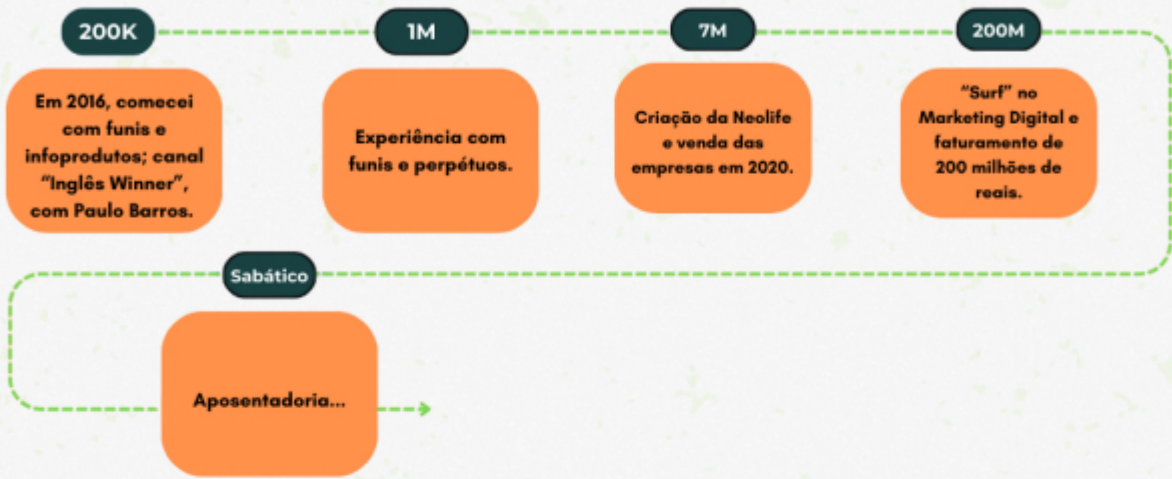 200K
Em 2016, comecei
com funis e
infoprodutos; canal
“Inglês Winner”,
com Paulo Barros.
1M
Experiência com
funis e perpétuos.
7M
Criação da Neolife
e venda das
empresas em 2020.
200M
“Surf” no
Marketing Digital e
faturamento de
200 milhões de
reais.
Sabático
Aposentadoria...